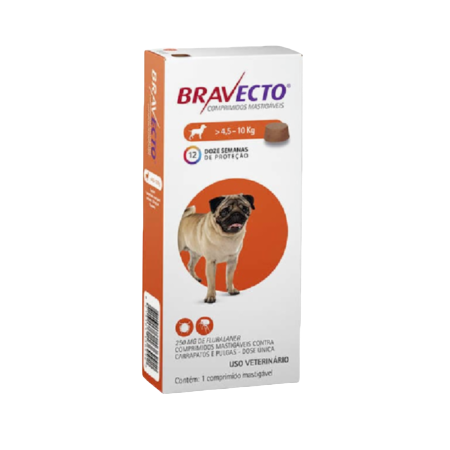 BRAVECTO®
COMPRIMIDOS MASTIGÁVEIS
> 4,5 – 10 Kg
12
DOZE SEMANAS
DE PROTEÇÃO
250 MG DE FLURALANER
COMPRIMIDOS MASTIGÁVEIS CONTRA
CARRAPATOS E PULGAS – DOSE ÚNICA
USO VETERINÁRIO
Contém: 1 comprimido mastigável
BRAVECTO